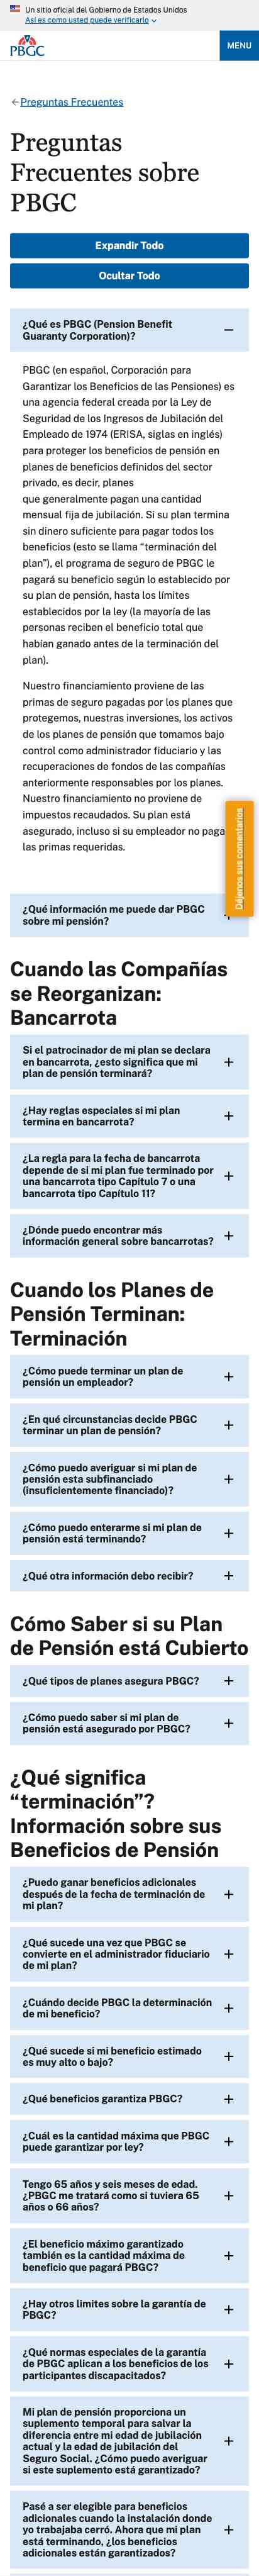 Un sitio oficial del Gobierno de Estados Unidos
Así es como usted puede verificarlo
PBGC
MENU
Preguntas Frecuentes
Preguntas
Frecuentes sobre
PBGC
Expandir Todo
Ocultar Todo
¿Qué es PBGC (Pension Benefit
Guaranty Corporation)?
PBGC (en español, Corporación para
Garantizar los Beneficios de las Pensiones) es
una agencia federal creada por la Ley de
Seguridad de los Ingresos de Jubilación del
Empleado de 1974 (ERISA, siglas en inglés)
para proteger los beneficios de pensión en
planes de beneficios definidos del sector
privado, es decir, planes
que generalmente pagan una cantidad
mensual fija de jubilación. Si su plan termina
sin dinero suficiente para pagar todos los
beneficios (esto se llama “terminación del
plan”), el programa de seguro de PBGC le
pagará su beneficio según lo establecido por
su plan de pensión, hasta los límites
establecidos por la ley (la mayoría de las
personas reciben el beneficio total que
habían ganado antes de la terminación del
plan).
Nuestro financiamiento proviene de las
primas de seguro pagadas por los planes que
protegemos, nuestras inversiones, los activos
de los planes de pensión que tomamos bajo
control como administrador fiduciario y las
recuperaciones de fondos de las compañías
anteriormente responsables por los planes.
Nuestro financiamiento no proviene de
impuestos recaudados. Su plan está
asegurado, incluso si su empleador no paga
las primas requeridas.
Déjenos sus comentarios
¿Qué información me puede dar PBGC
sobre mi pensión?
Cuando las Compañías
se Reorganizan:
Bancarrota
Si el patrocinador de mi plan se declara
en bancarrota, ¿esto significa que mi
plan de pensión terminará?
¿Hay reglas especiales si mi plan
termina en bancarrota?
¿La regla para la fecha de bancarrota
depende de si mi plan fue terminado por
una bancarrota tipo Capítulo 7 o una
bancarrota tipo Capítulo 11?
¿Dónde puedo encontrar más
información general sobre bancarrotas?
Cuando los Planes de
Pensión Terminan:
Terminación
¿Cómo puede terminar un plan de
pensión un empleador?
¿En qué circunstancias decide PBGC
terminar un plan de pensión?
¿Cómo puedo averiguar si mi plan de
pensión esta subfinanciado
(insuficientemente financiado)?
¿Cómo puedo enterarme si mi plan de
pensión está terminando?
¿Qué otra información debo recibir?
Cómo Saber si su Plan
de Pensión está Cubierto
¿Qué tipos de planes asegura PBGC?
¿Cómo puedo saber si mi plan de
pensión está asegurado por PBGC?
¿Qué significa
“terminación”?
Información sobre sus
Beneficios de Pensión
¿Puedo ganar beneficios adicionales
después de la fecha de terminación de
mi plan?
¿Qué sucede una vez que PBGC se
convierte en el administrador fiduciario
de mi plan?
¿Cuándo decide PBGC la determinación
de mi beneficio?
¿Qué sucede si mi beneficio estimado
es muy alto o bajo?
¿Qué beneficios garantiza PBGC?
¿Cuál es la cantidad máxima que PBGC
puede garantizar por ley?
Tengo 65 años y seis meses de edad.
¿PBGC me tratará como si tuviera 65
años o 66 años?
¿El beneficio máximo garantizado
también es la cantidad máxima de
beneficio que pagará PBGC?
¿Hay otros limites sobre la garantía de
PBGC?
¿Qué normas especiales de la garantía
de PBGC aplican a los beneficios de los
participantes discapacitados?
Mi plan de pensión proporciona un
suplemento temporal para salvar la
diferencia entre mi edad de jubilación
actual y la edad de jubilación del
Seguro Social. ¿Cómo puedo averiguar
si este suplemento está garantizado?
Pasé a ser elegible para beneficios
adicionales cuando la instalación donde
yo trabajaba cerró. Ahora que mi plan
está terminando, ¿los beneficios
adicionales están garantizados?